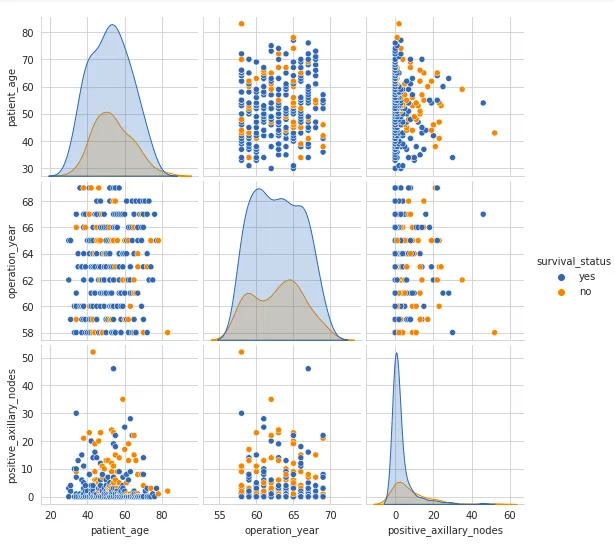 patient_age
80
70
60
50
40
30
operation_year
68
66
64
62
60
58
survival_status
yes
no
positive_axillary_nodes
50
40
30
20
10
0
20 40 60 80
55 60 65 70
0 20 40 60
patient_age operation_year positive_axillary_nodes